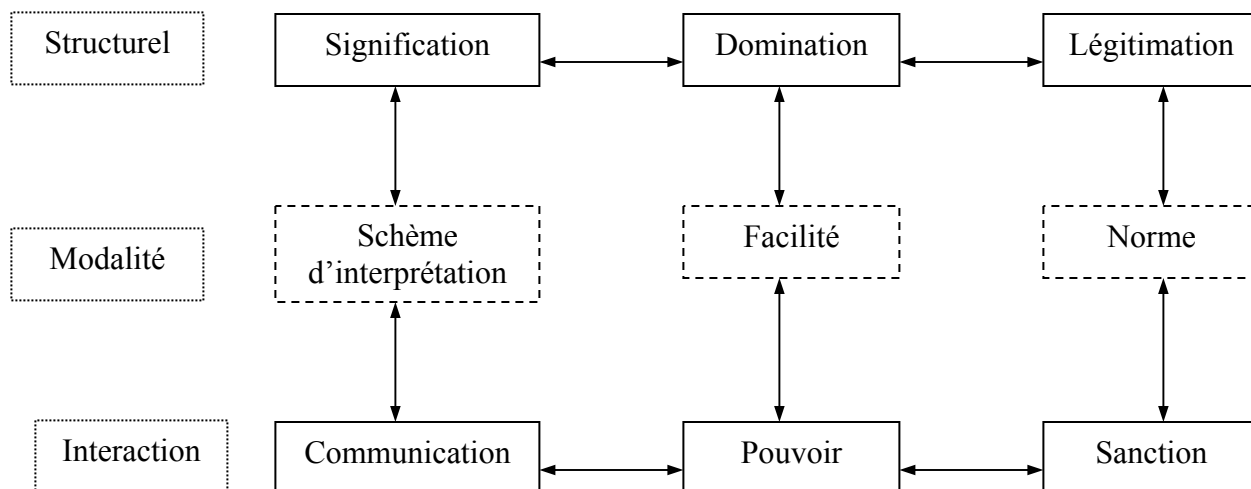 Structurel
Signification
Domination
Légitimation
Modalité
Schème
d’interprétation
Facilité
Norme
Interaction
Communication
Pouvoir
Sanction